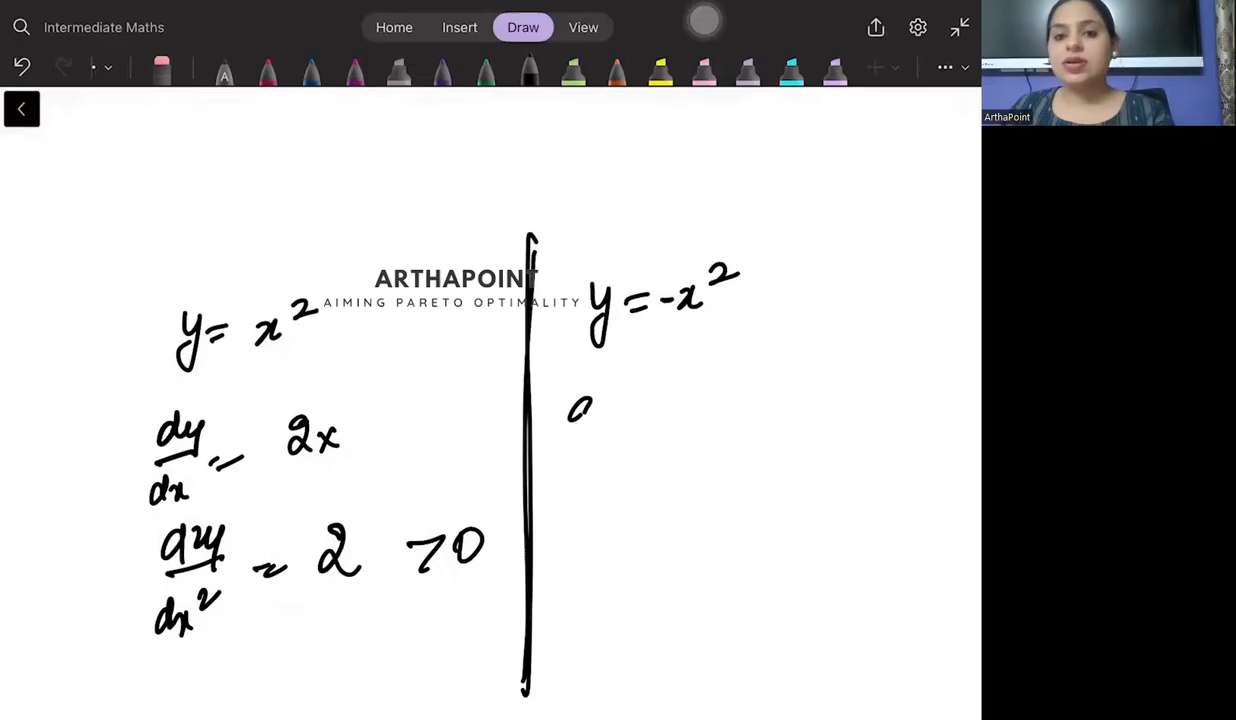 Intermediate Maths
Home Insert Draw View
A
ArthaPoint
ARTHAPOINT
AIMING PARETO OPTIMALITY
y = x²
dy/dx = 2x
d²y/dx² = 2 >0
y = -x²